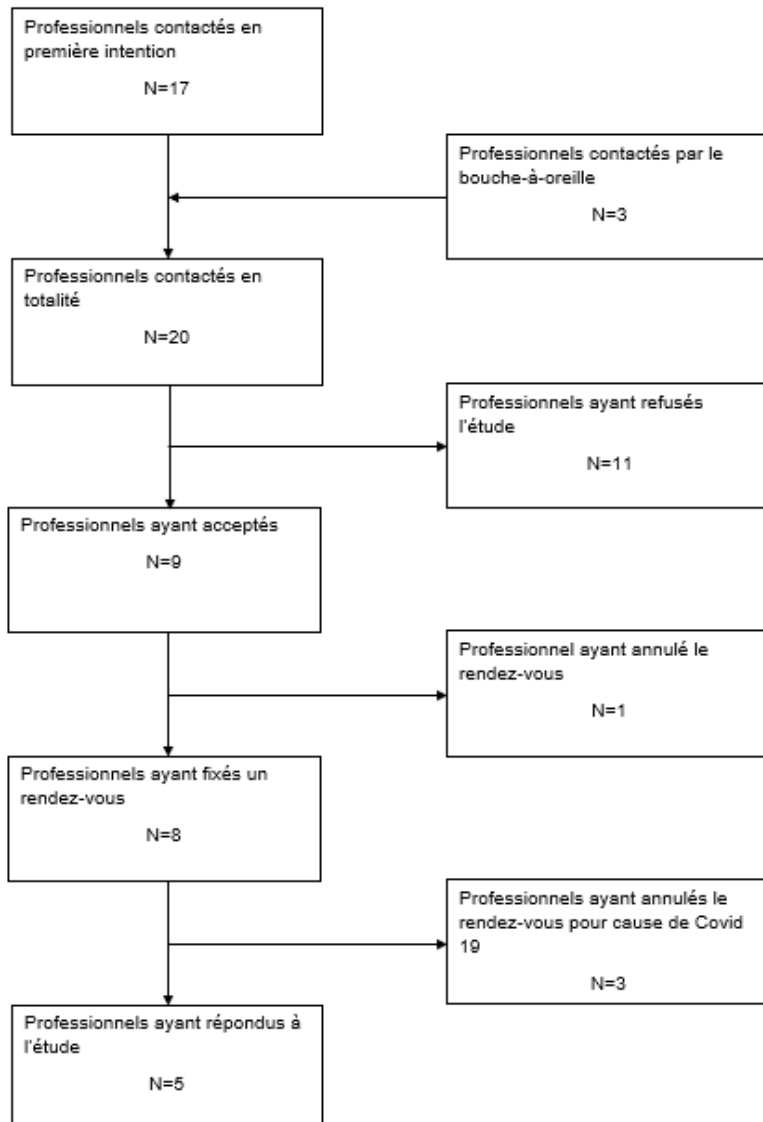 Professionnels contactés en
première intention
N=17
Professionnels contactés par le
bouche-à-oreille
N=3
Professionnels contactés en
totalité
N=20
Professionnels ayant refusés
l'étude
N=11
Professionnels ayant acceptés
N=9
Professionnel ayant annulé le
rendez-vous
N=1
Professionnels ayant fixés un
rendez-vous
N=8
Professionnels ayant annulés le
rendez-vous pour cause de Covid
19
N=3
Professionnels ayant répondus à
l'étude
N=5